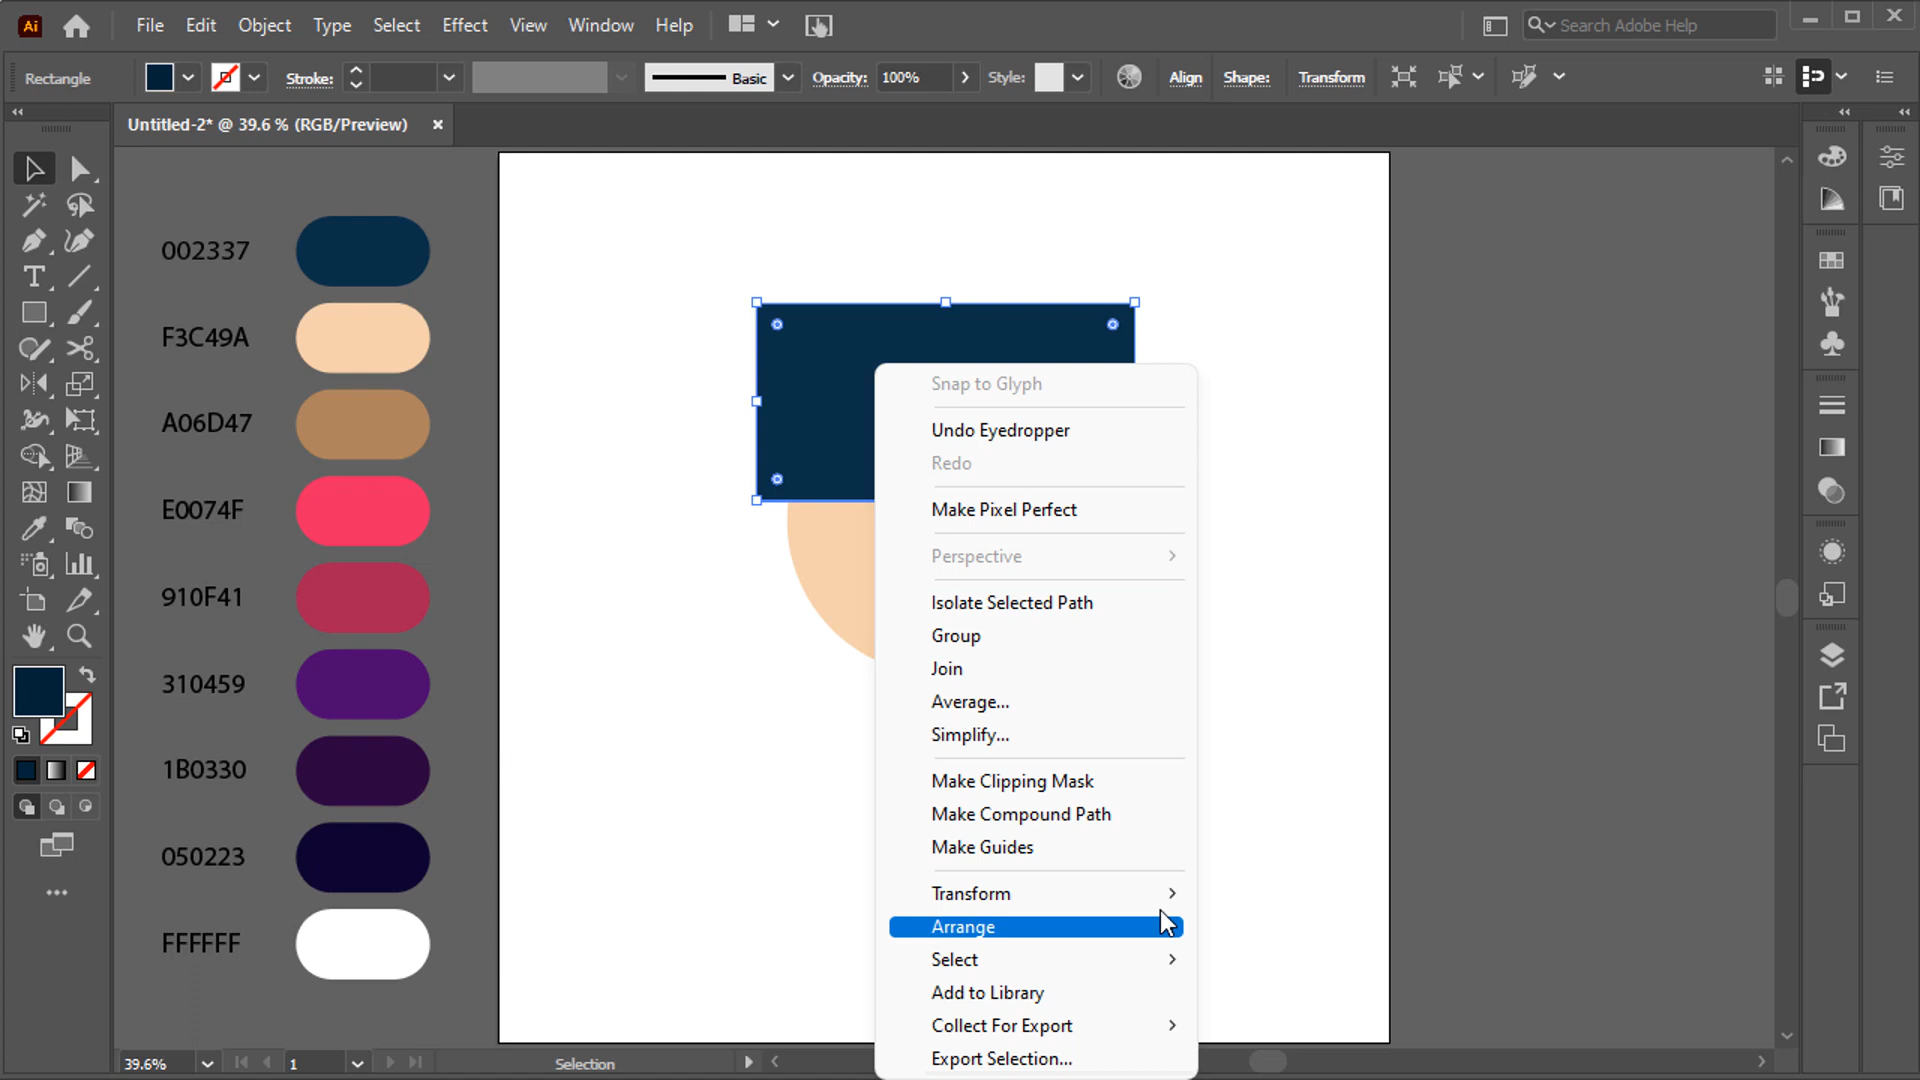 Ai File Edit Object Type Select Effect View Window Help Search Adobe Help
Rectangle Stroke: Basic Opacity: 100% Style: Align Shape: Transform
Untitled-2* @ 39.6 % (RGB/Preview)
002337
F3C49A
A06D47
E0074F
910F41
310459
1B0330
050223
FFFFFF
Snap to Glyph
Undo Eyedropper
Redo
Make Pixel Perfect
Perspective
Isolate Selected Path
Group
Join
Average...
Simplify...
Make Clipping Mask
Make Compound Path
Make Guides
Transform
Arrange
Select
Add to Library
Collect For Export
Export Selection...
39.6% 1 Selection